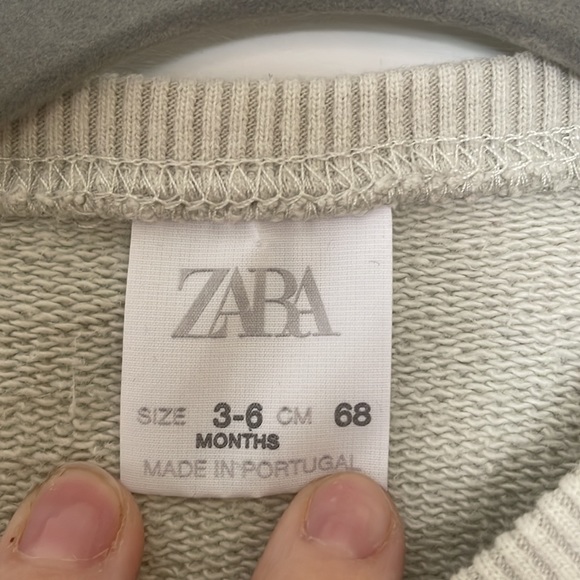 ZARA
SIZE 3-6 CM 68
MONTHS
MADE IN PORTUGAL